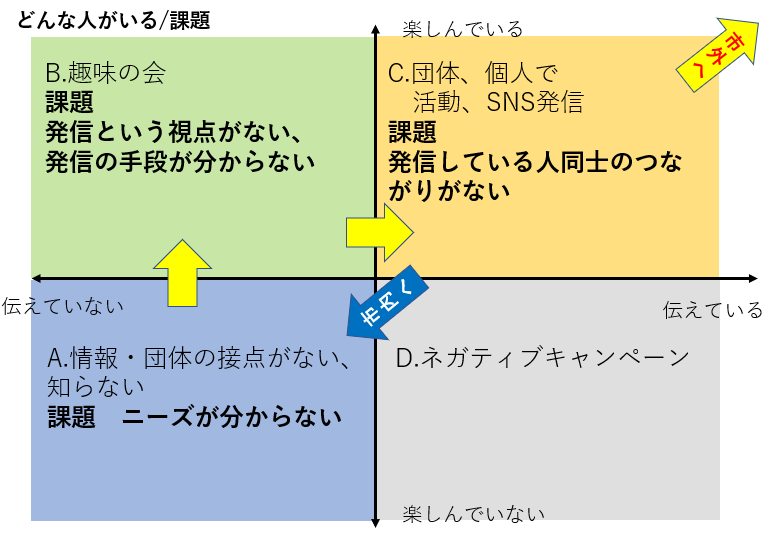 どんな人がいる/課題
楽しんでいる
市外へ
B.趣味の会
課題
発信という視点がない、
発信の手段が分からない
C.団体、個人で
活動、SNS発信
課題
発信している人同士のつな
がりがない
伝えていない
伝えている
市内へ
A.情報・団体の接点がない、
知らない
課題　ニーズが分からない
D.ネガティブキャンペーン
楽しんでいない